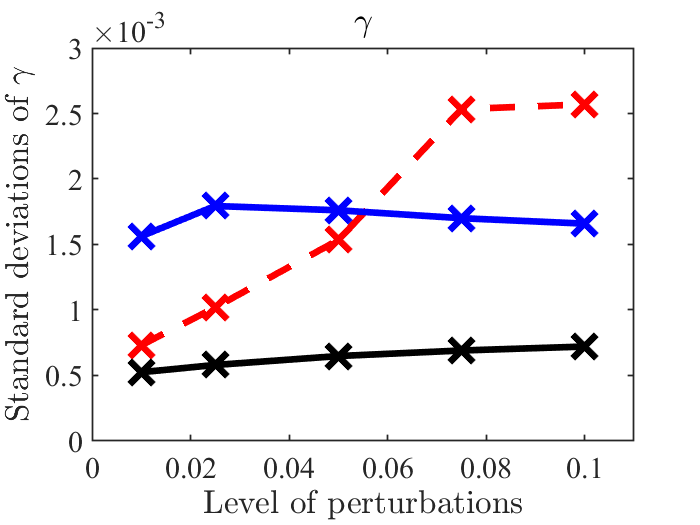 ×10⁻³
γ
3
2.5
2
1.5
1
0.5
0
Standard deviations of γ
0 0.02 0.04 0.06 0.08 0.1
Level of perturbations